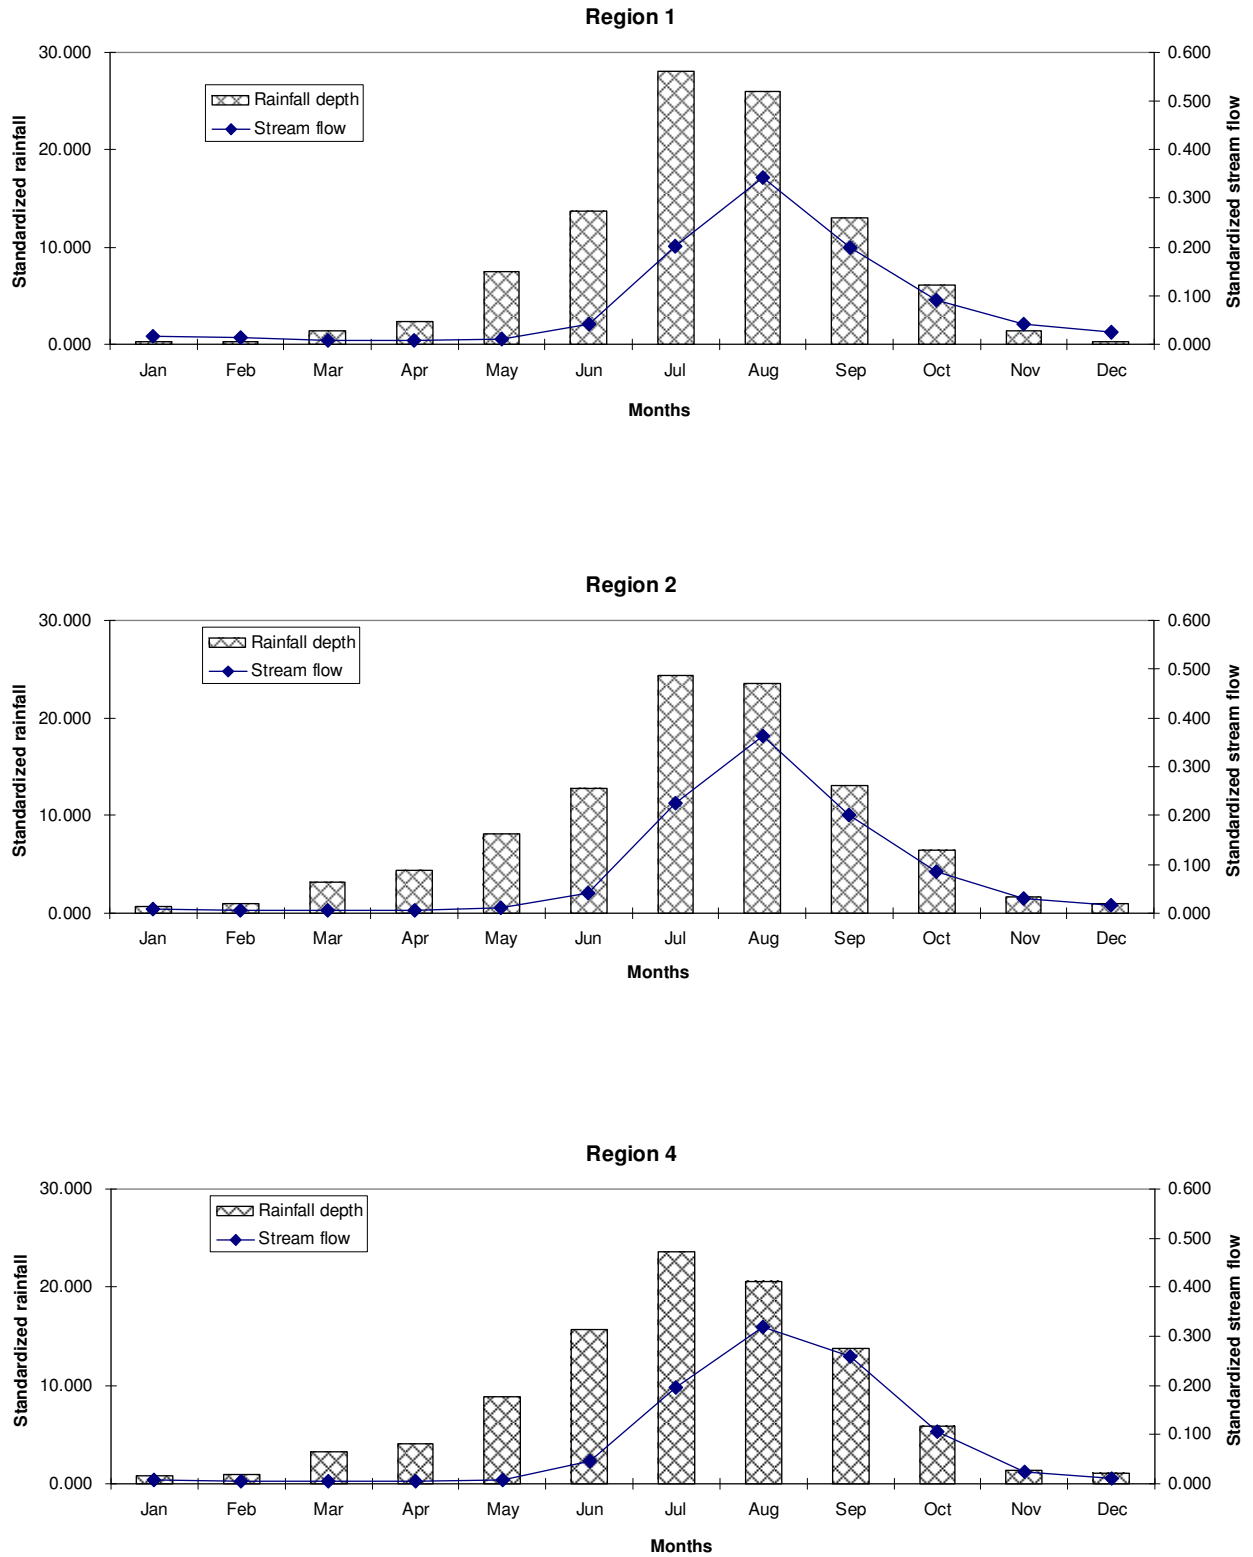 Region 1
30.000
20.000
10.000
0.000
Standardized rainfall
Rainfall depth
Stream flow
0.600
0.500
0.400
0.300
0.200
0.100
0.000
Standardized stream flow
Jan Feb Mar Apr May Jun Jul Aug Sep Oct Nov Dec
Months
Region 2
30.000
20.000
10.000
0.000
Standardized rainfall
Rainfall depth
Stream flow
0.600
0.500
0.400
0.300
0.200
0.100
0.000
Standardized stream flow
Jan Feb Mar Apr May Jun Jul Aug Sep Oct Nov Dec
Months
Region 4
30.000
20.000
10.000
0.000
Standardized rainfall
Rainfall depth
Stream flow
0.600
0.500
0.400
0.300
0.200
0.100
0.000
Standardized stream flow
Jan Feb Mar Apr May Jun Jul Aug Sep Oct Nov Dec
Months